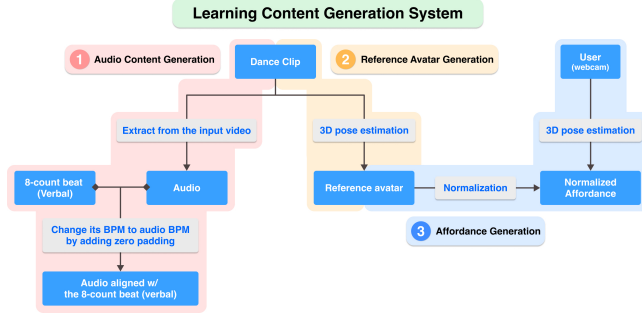 Learning Content Generation System
1 Audio Content Generation
Dance Clip
2 Reference Avatar Generation
User
(webcam)
Extract from the input video
3D pose estimation
3D pose estimation
8-count beat
(Verbal)
Audio
Reference avatar
Normalization
Normalized
Affordance
Change its BPM to audio BPM
by adding zero padding
3 Affordance Generation
Audio aligned w/
the 8-count beat (verbal)